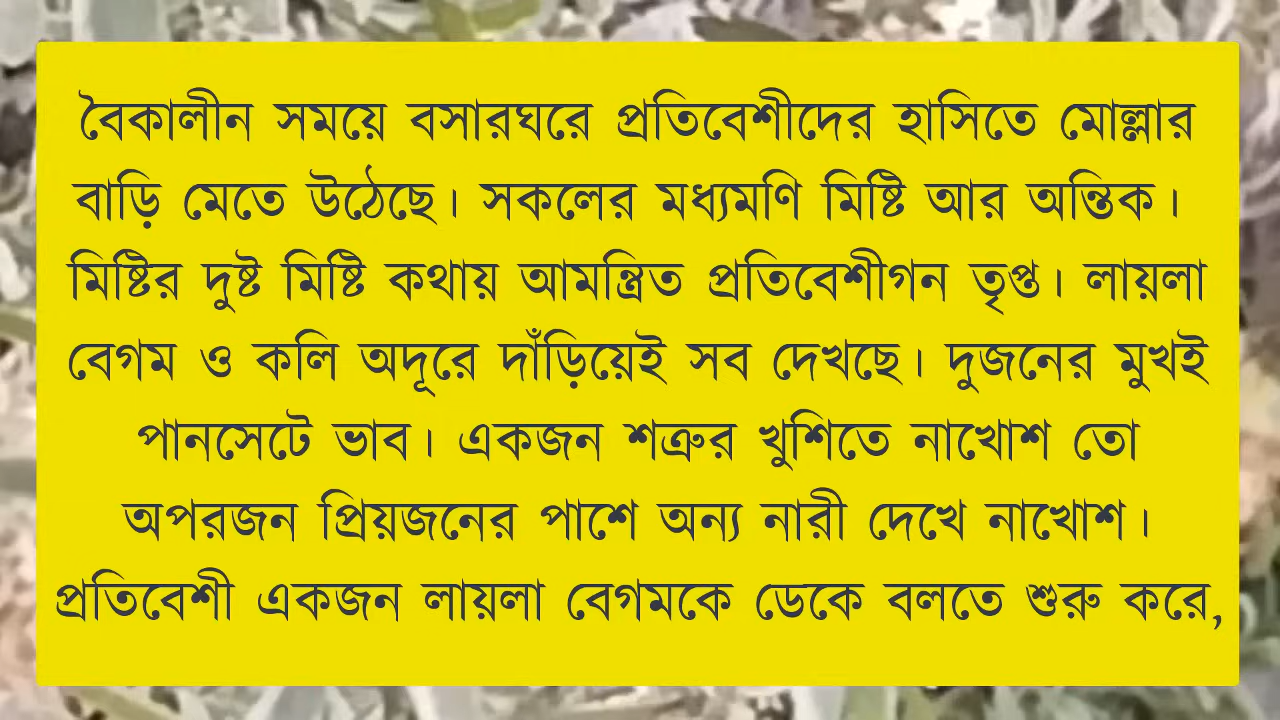 বৈকালীন সময়ে বসারঘরে প্রতিবেশীদের হাসিতে মোল্লার
বাড়ি মেতে উঠেছে। সকলের মধ্যমণি মিষ্টি আর অন্তিক।
মিষ্টির দুষ্ট মিষ্টি কথায় আমন্ত্রিত প্রতিবেশীগন তৃপ্ত। লায়লা
বেগম ও কলি অদূরে দাঁড়িয়েই সব দেখছে। দুজনের মুখই
পানসেটে ভাব। একজন শত্রুর খুশিতে নাখোশ তো
অপরজন প্রিয়জনের পাশে অন্য নারী দেখে নাখোশ।
প্রতিবেশী একজন লায়লা বেগমকে ডেকে বলতে শুরু করে,